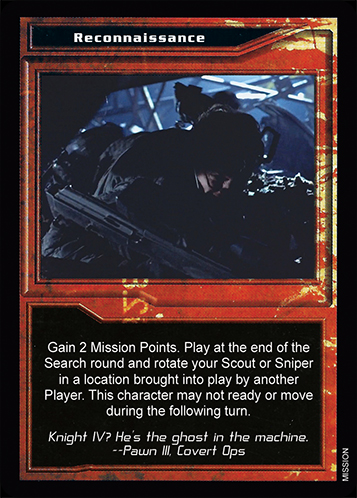 Reconnaissance
Gain 2 Mission Points. Play at the end of the
Search round and rotate your Scout or Sniper
in a location brought into play by another
Player. This character may not ready or move
during the following turn.
Knight IV? He's the ghost in the machine.
--Pawn III, Covert Ops
MISSION